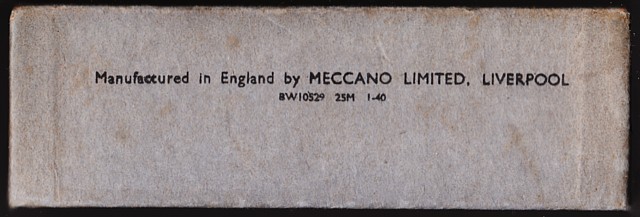 Manufactured in England by MECCANO LIMITED, LIVERPOOL
BW10529 25M 1-40